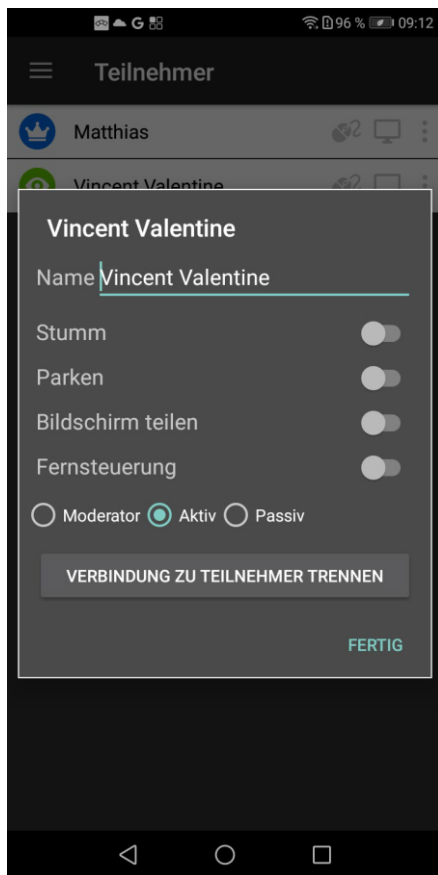 G 96 % 09:12
Teilnehmer
Matthias
Vincent Valentine
Vincent Valentine
Name Vincent Valentine
Stumm
Parken
Bildschirm teilen
Fernsteuerung
Moderator Aktiv Passiv
VERBINDUNG ZU TEILNEHMER TRENNEN
FERTIG